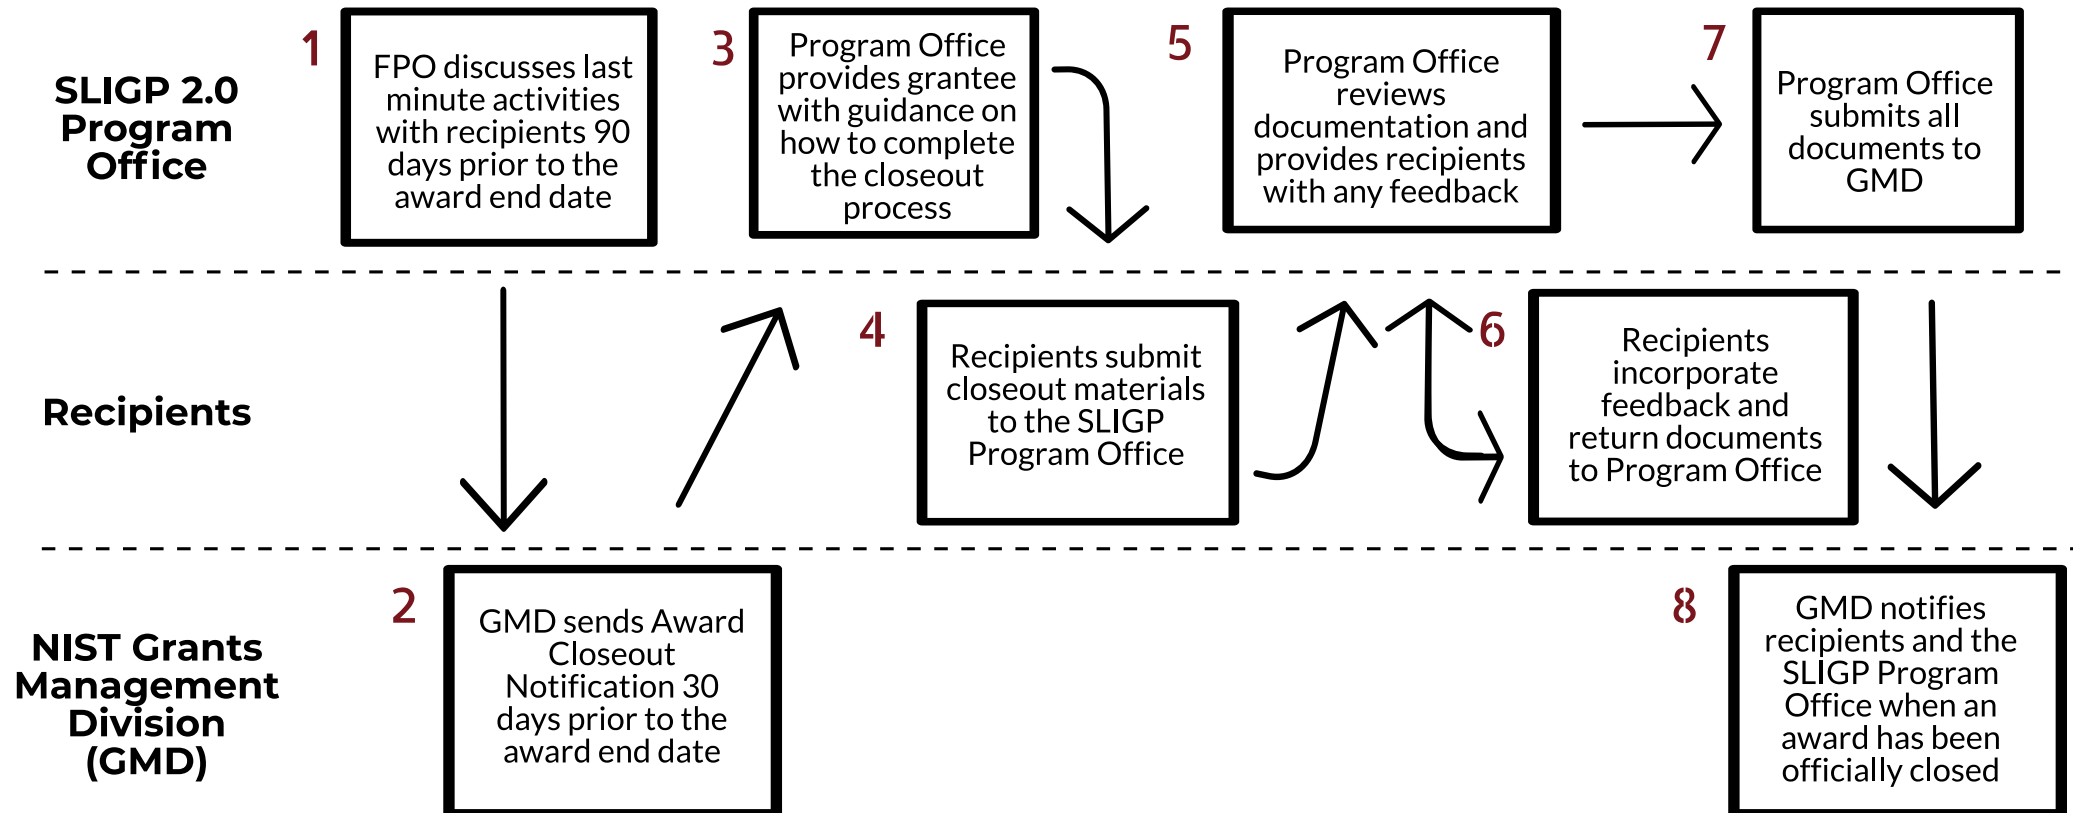 SLIGP 2.0
Program
Office
1
FPO discusses last
minute activities
with recipients 90
days prior to the
award end date
3
Program Office
provides grantee
with guidance on
how to complete
the closeout
process
5
Program Office
reviews
documentation and
provides recipients
with any feedback
7
Program Office
submits all
documents to
GMD
Recipients
4
Recipients submit
closeout materials
to the SLIGP
Program Office
6
Recipients
incorporate
feedback and
return documents
to Program Office
NIST Grants
Management
Division
(GMD)
2
GMD sends Award
Closeout
Notification 30
days prior to the
award end date
8
GMD notifies
recipients and the
SLIGP Program
Office when an
award has been
officially closed